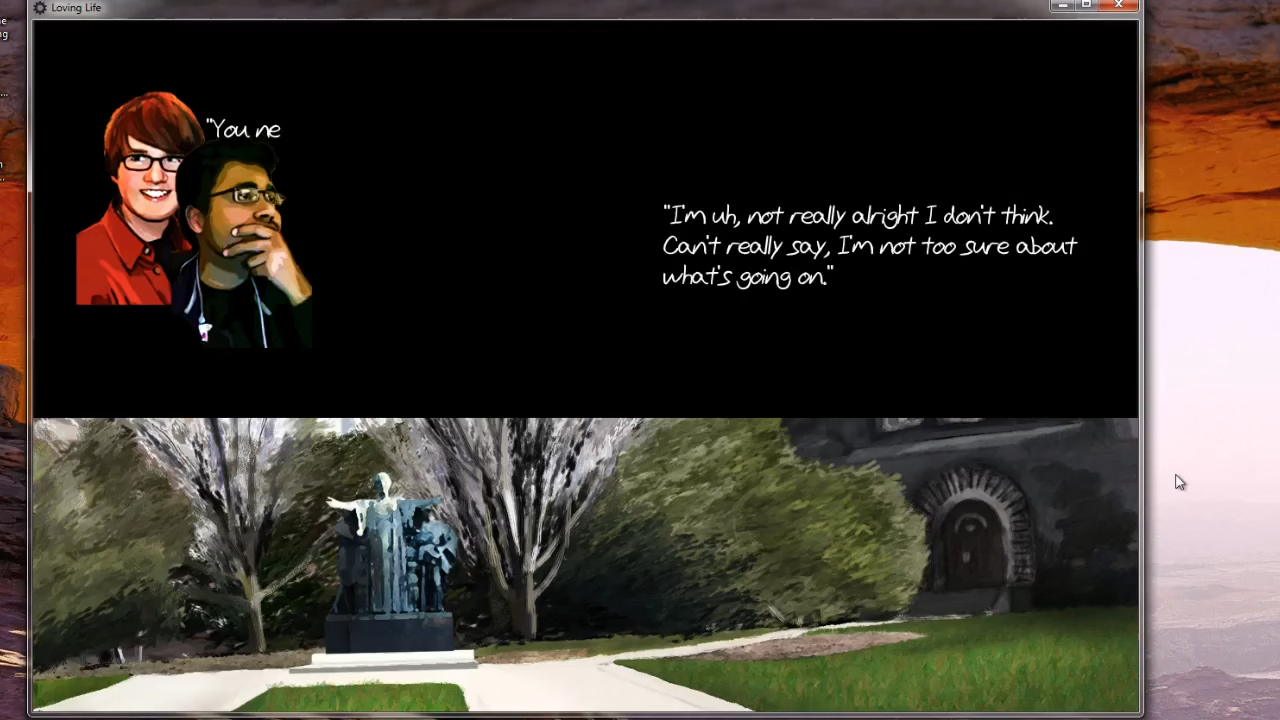 Loving Life
"You ne
"I'm uh, not really alright I don't think.
Can't really say, I'm not too sure about
what's going on."